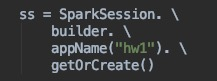 ss = SparkSession. \
builder. \
appName("hw1"). \
getOrCreate()